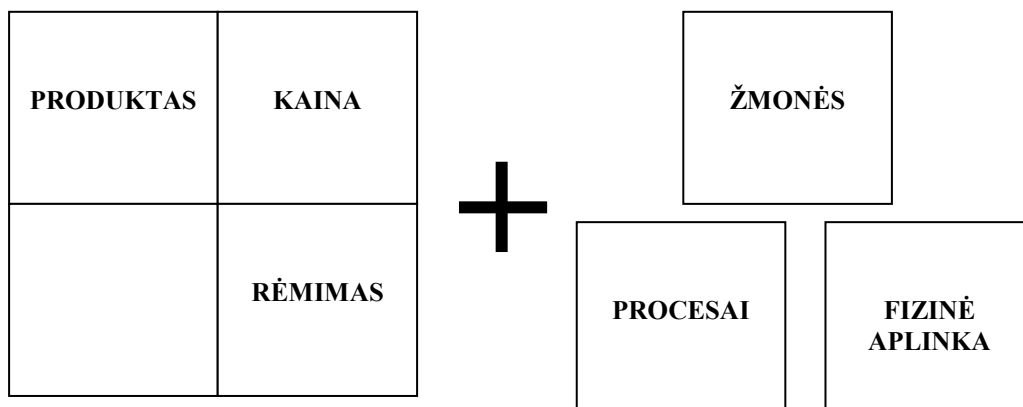 PRODUKTAS
KAINA
RĖMIMAS
ŽMONĖS
PROCESAI
FIZINĖ
APLINKA